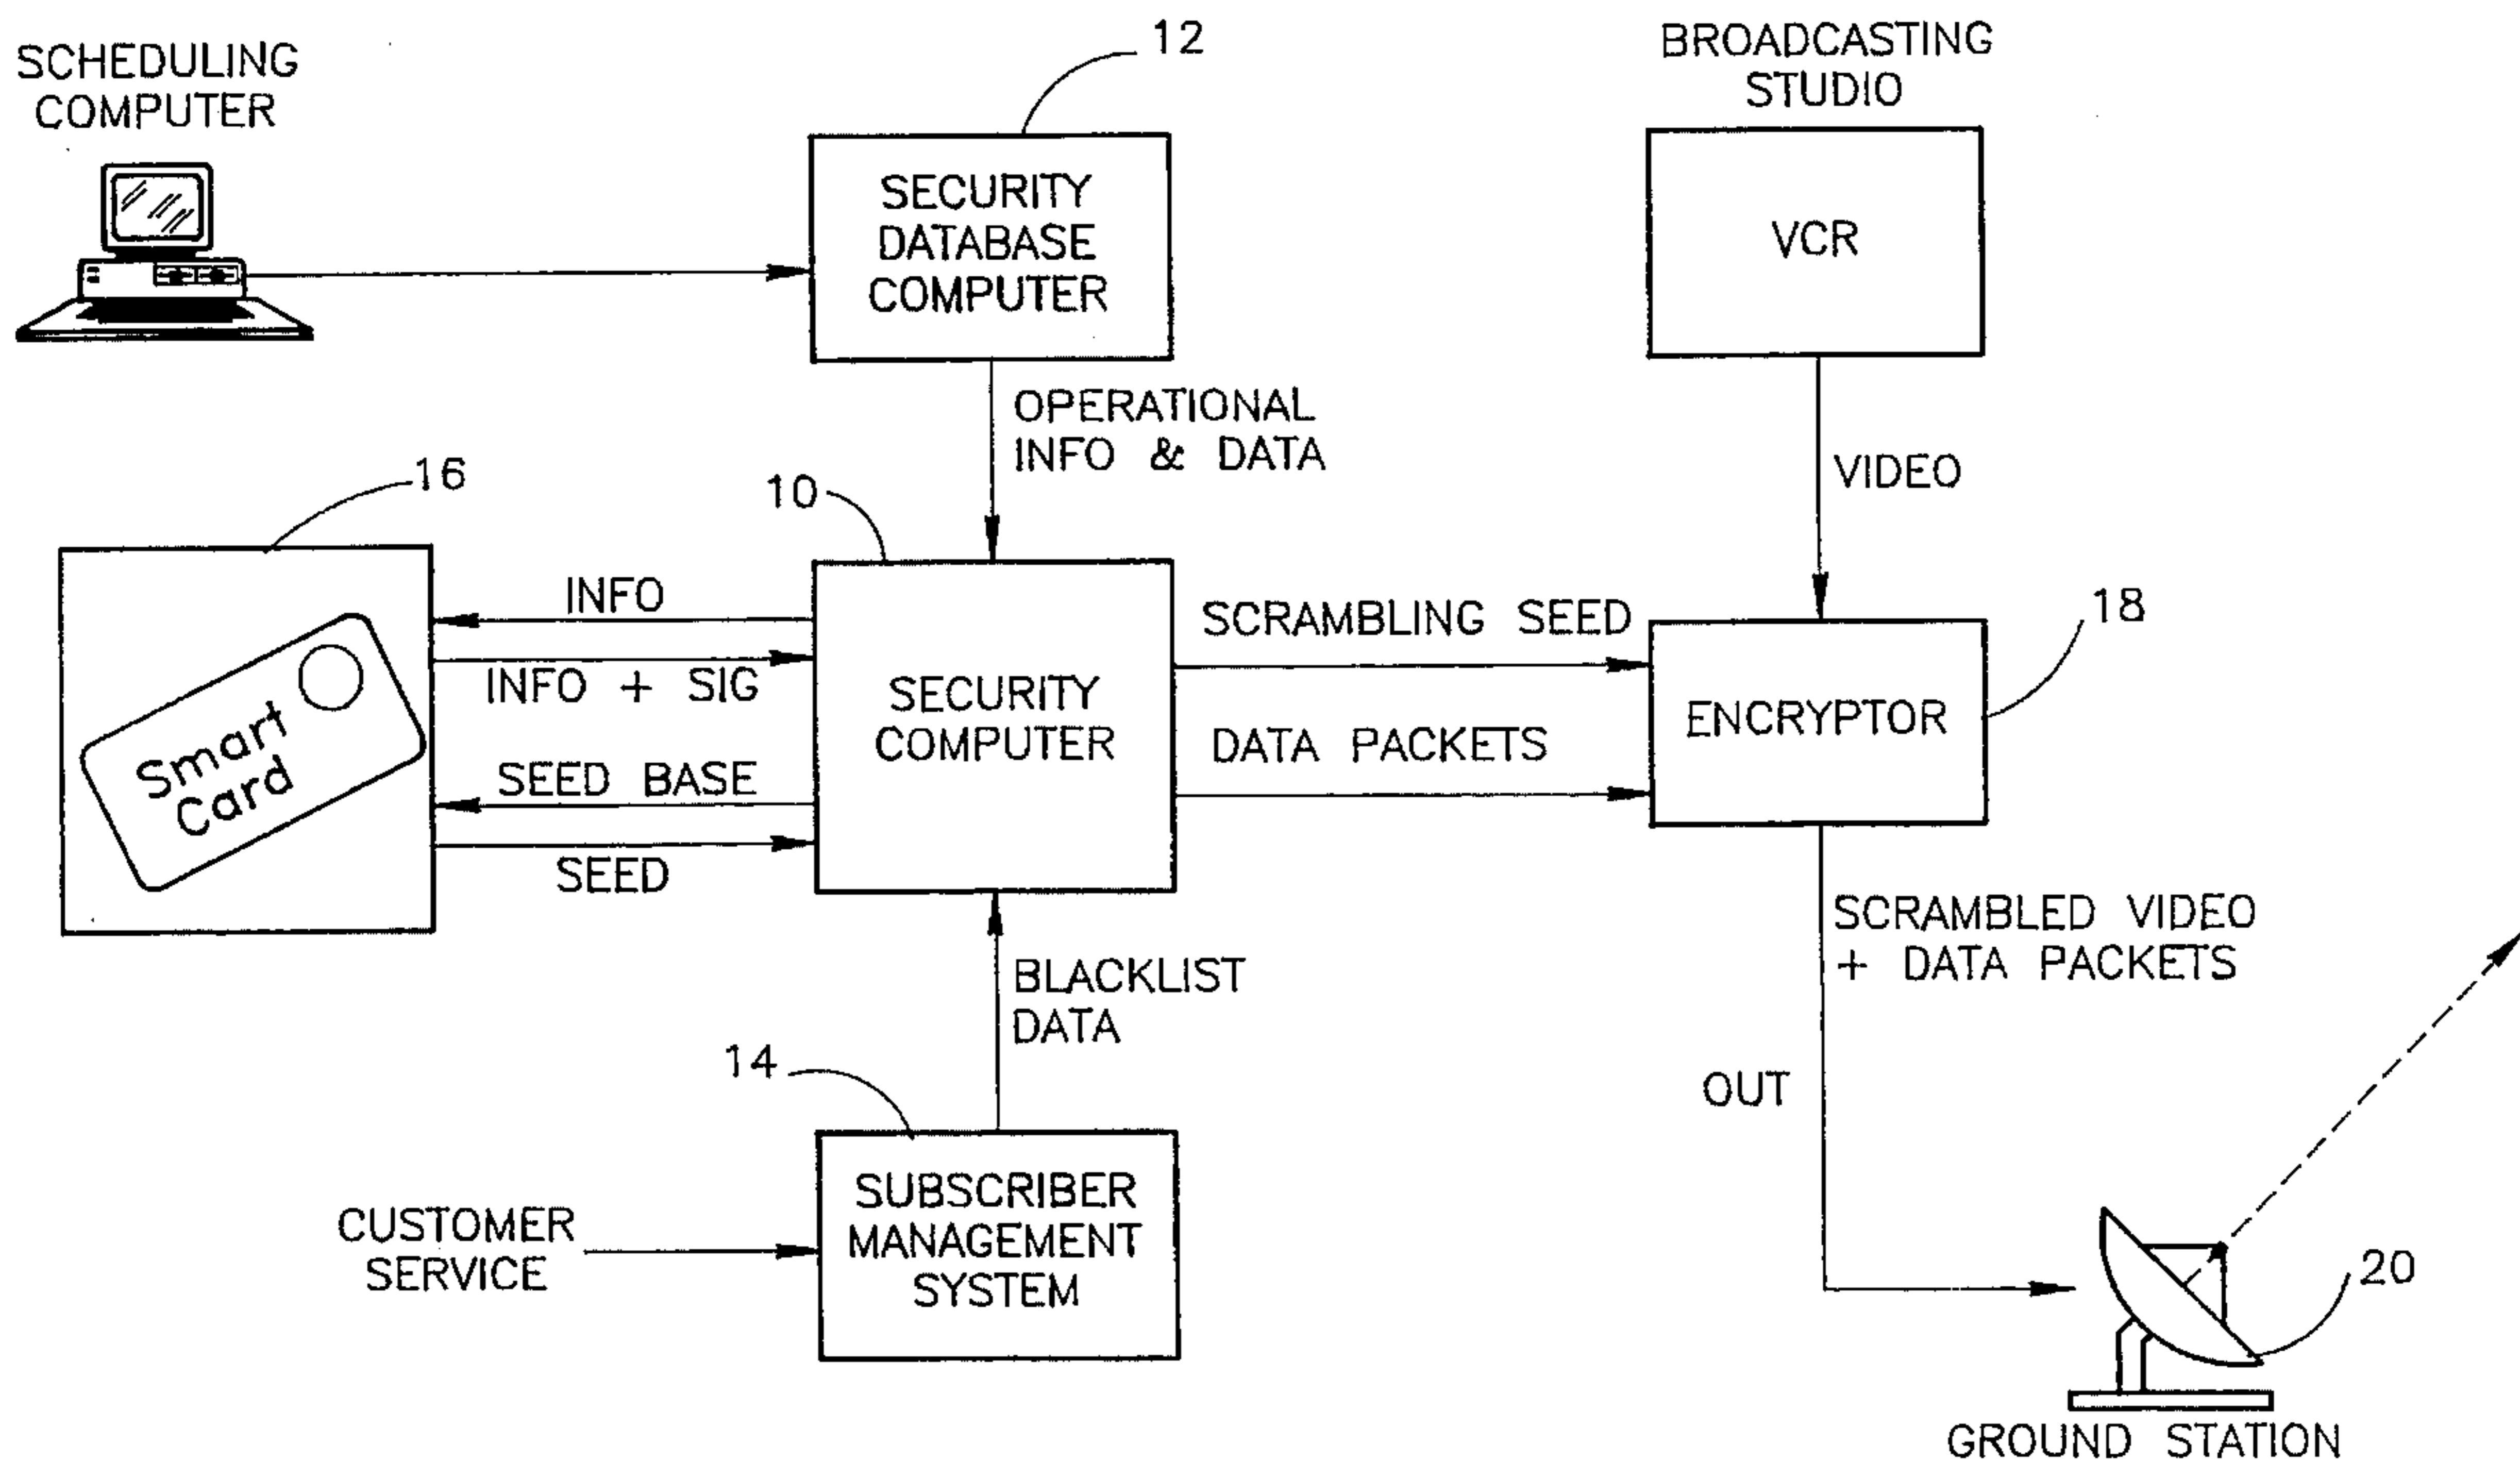 SCHEDULING
COMPUTER
12
BROADCASTING
STUDIO
SECURITY
DATABASE
COMPUTER
VCR
OPERATIONAL
INFO & DATA
VIDEO
16
10
18
INFO
INFO + SIG
SEED BASE
SEED
Smart
Card
SECURITY
COMPUTER
SCRAMBLING SEED
DATA PACKETS
ENCRYPTOR
SCRAMBLED VIDEO
+ DATA PACKETS
BLACKLIST
DATA
14
OUT
CUSTOMER
SERVICE
SUBSCRIBER
MANAGEMENT
SYSTEM
20
GROUND STATION